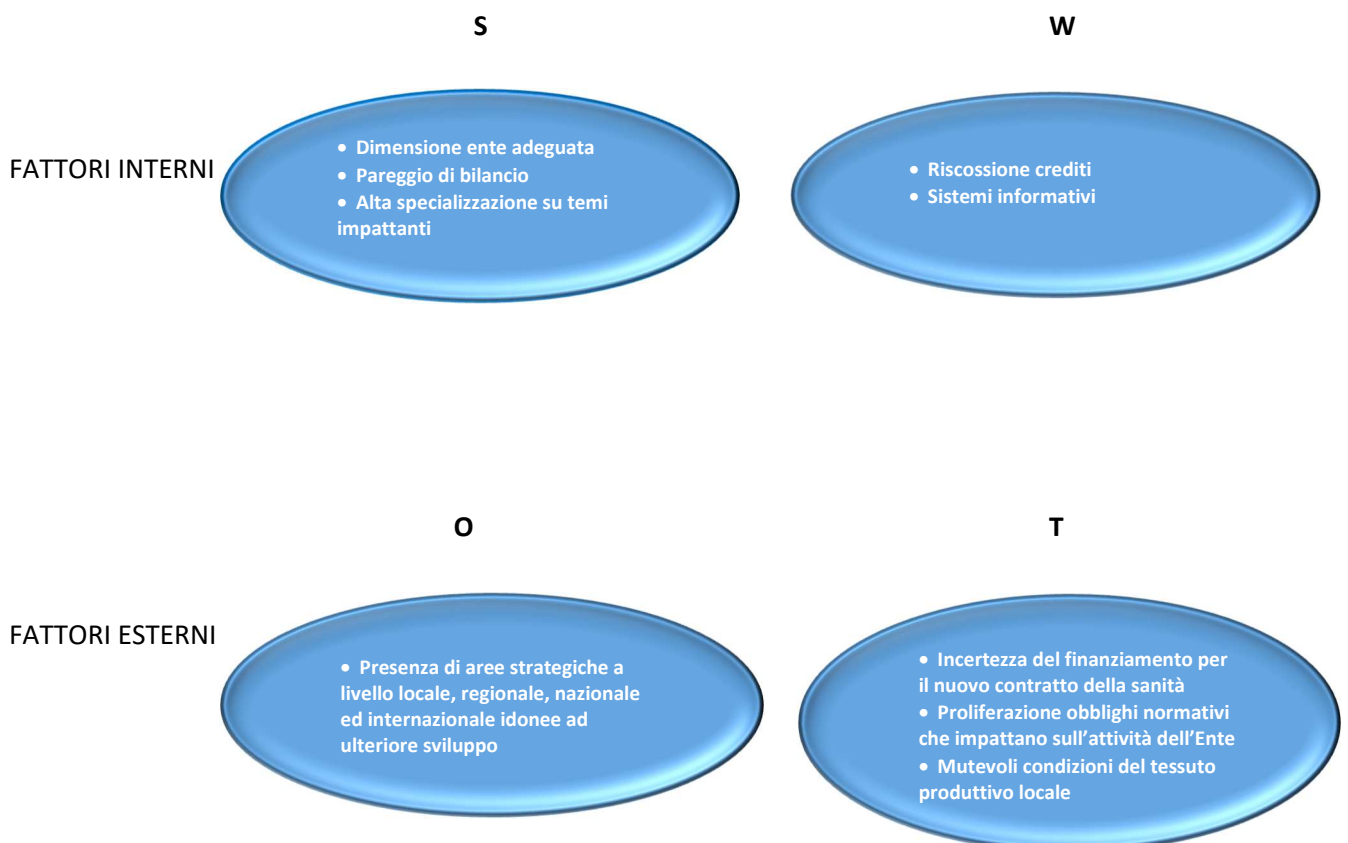 S
W
FATTORI INTERNI
• Dimensione ente adeguata
• Pareggio di bilancio
• Alta specializzazione su temi
impattanti
• Riscossione crediti
• Sistemi informativi
O
T
FATTORI ESTERNI
• Presenza di aree strategiche a
livello locale, regionale, nazionale
ed internazionale idonee ad
ulteriore sviluppo
• Incertezza del finanziamento per
il nuovo contratto della sanità
• Proliferazione obblighi normativi
che impattano sull’attività dell’Ente
• Mutevoli condizioni del tessuto
produttivo locale